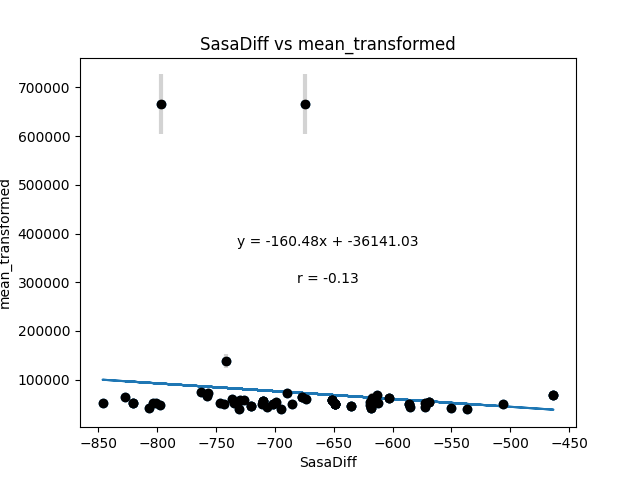 SasaDiff vs mean_transformed
700000
600000
500000
400000
300000
200000
100000
mean_transformed
y = -160.48x + -36141.03
r = -0.13
−850 −800 −750 −700 −650 −600 −550 −500 −450
SasaDiff